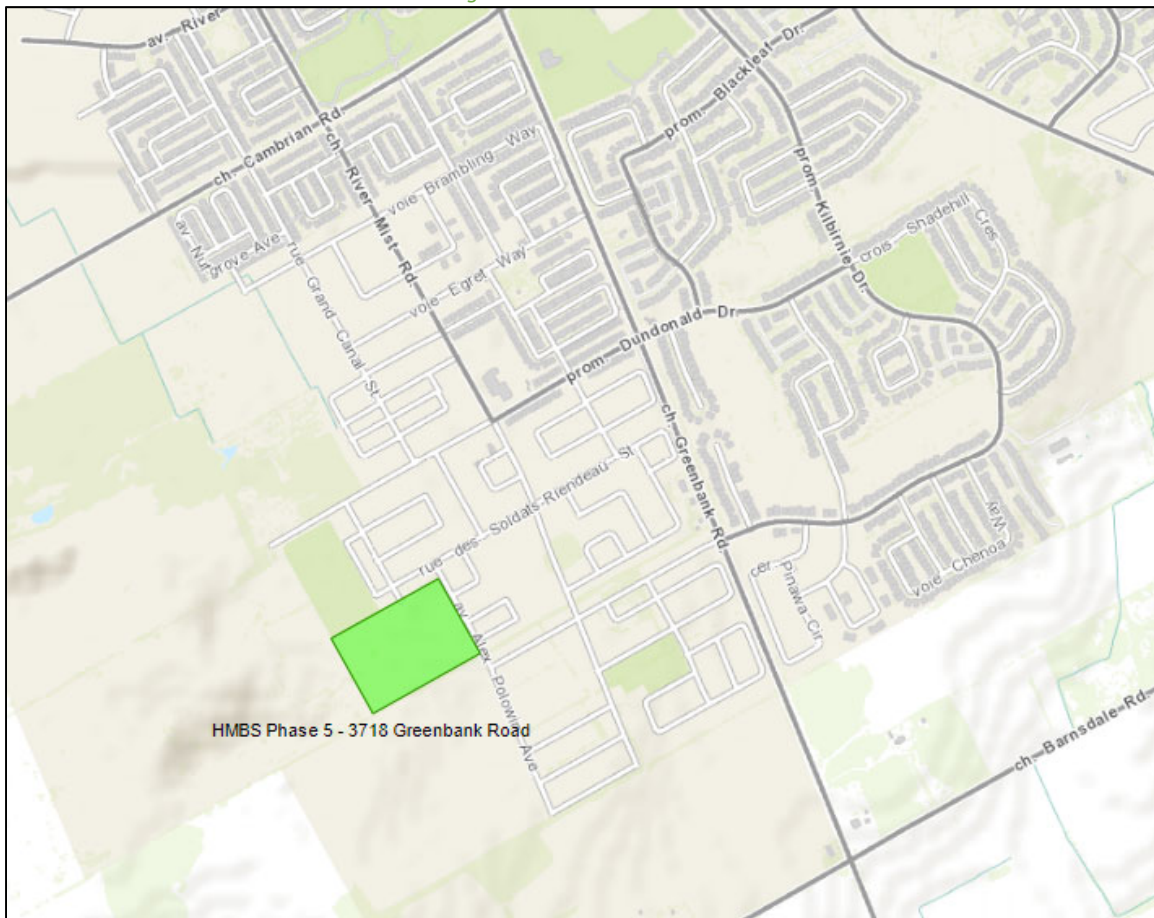 av - River
ch - Cambrian - Rd.
ch - River - Mist - Rd.
prom - Blackleaf - Dr.
voie - Brambling - Way
prom - Kilbirnie - Dr.
crois - Shadehill
Cres
av Nut
grove - Ave
rue - Grand - Canal - St
voie - Egret - Way
prom - Dundonald - Dr
ch - Greenbank - Rd.
rue - des - Soldats - Riendeau - St
cer - Pinawa - Cir
voie - Chenoa
Way
av - Alex - Polowin - Ave
HMBS Phase 5 - 3718 Greenbank Road
ch - Barnsdale - Rd.